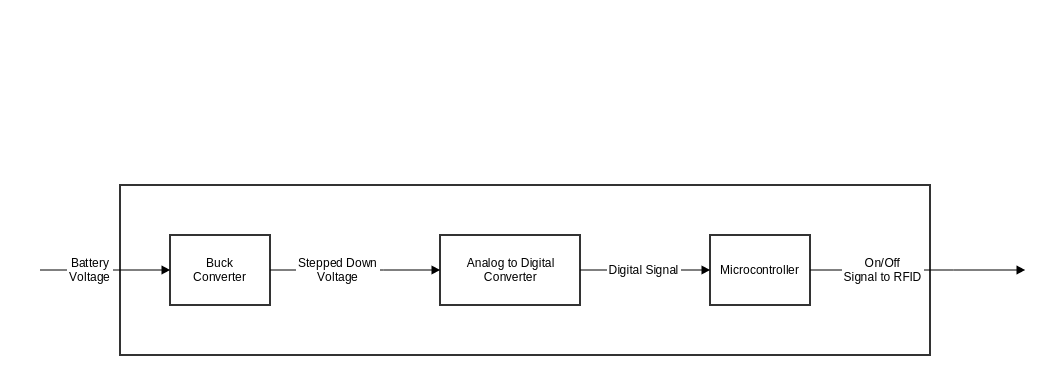 Battery
Voltage
Buck
Converter
Stepped Down
Voltage
Analog to Digital
Converter
Digital Signal
Microcontroller
On/Off
Signal to RFID